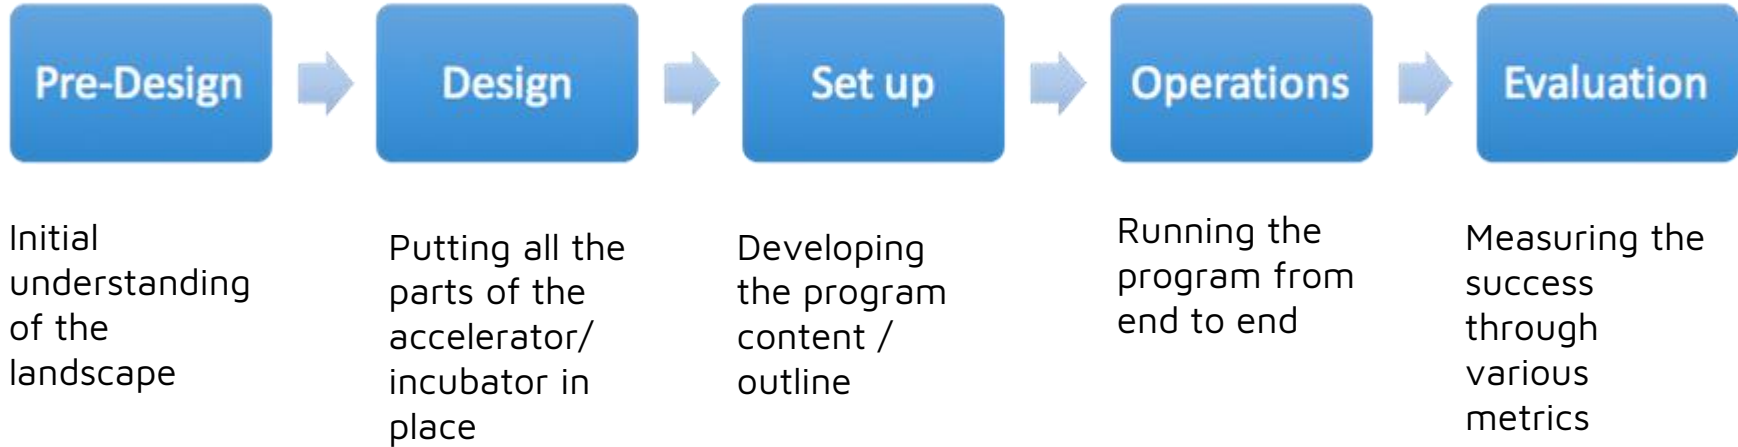 Pre-Design
Design
Set up
Operations
Evaluation
Initial
understanding
of the
landscape
Putting all the
parts of the
accelerator/
incubator in
place
Developing
the program
content /
outline
Running the
program from
end to end
Measuring the
success
through
various
metrics